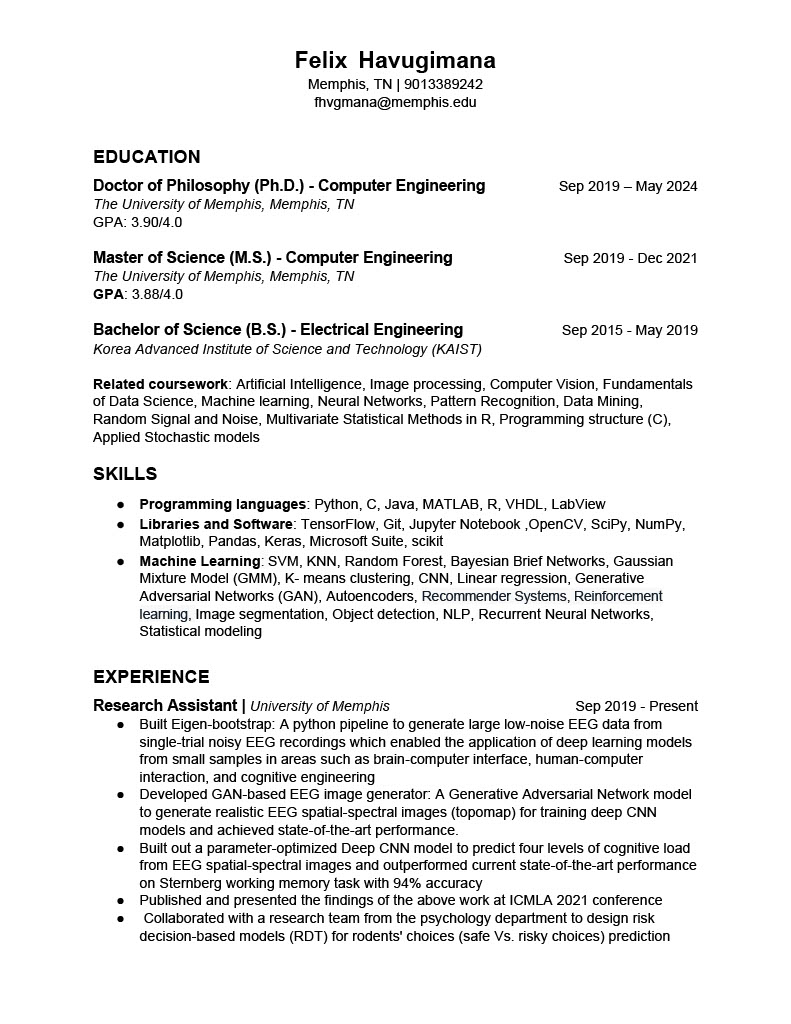 Felix Havugimana
Memphis, TN | 9013389242
fhvgmana@memphis.edu
EDUCATION
Doctor of Philosophy (Ph.D.) - Computer Engineering Sep 2019 – May 2024
The University of Memphis, Memphis, TN
GPA: 3.90/4.0
Master of Science (M.S.) - Computer Engineering Sep 2019 - Dec 2021
The University of Memphis, Memphis, TN
GPA: 3.88/4.0
Bachelor of Science (B.S.) - Electrical Engineering Sep 2015 - May 2019
Korea Advanced Institute of Science and Technology (KAIST)
Related coursework: Artificial Intelligence, Image processing, Computer Vision, Fundamentals
of Data Science, Machine learning, Neural Networks, Pattern Recognition, Data Mining,
Random Signal and Noise, Multivariate Statistical Methods in R, Programming structure (C),
Applied Stochastic models
SKILLS
● Programming languages: Python, C, Java, MATLAB, R, VHDL, LabView
● Libraries and Software: TensorFlow, Git, Jupyter Notebook ,OpenCV, SciPy, NumPy,
Matplotlib, Pandas, Keras, Microsoft Suite, scikit
● Machine Learning: SVM, KNN, Random Forest, Bayesian Brief Networks, Gaussian
Mixture Model (GMM), K- means clustering, CNN, Linear regression, Generative
Adversarial Networks (GAN), Autoencoders, Recommender Systems, Reinforcement
learning, Image segmentation, Object detection, NLP, Recurrent Neural Networks,
Statistical modeling
EXPERIENCE
Research Assistant | University of Memphis Sep 2019 - Present
● Built Eigen-bootstrap: A python pipeline to generate large low-noise EEG data from
single-trial noisy EEG recordings which enabled the application of deep learning models
from small samples in areas such as brain-computer interface, human-computer
interaction, and cognitive engineering
● Developed GAN-based EEG image generator: A Generative Adversarial Network model
to generate realistic EEG spatial-spectral images (topomap) for training deep CNN
models and achieved state-of-the-art performance.
● Built out a parameter-optimized Deep CNN model to predict four levels of cognitive load
from EEG spatial-spectral images and outperformed current state-of-the-art performance
on Sternberg working memory task with 94% accuracy
● Published and presented the findings of the above work at ICMLA 2021 conference
● Collaborated with a research team from the psychology department to design risk
decision-based models (RDT) for rodents' choices (safe Vs. risky choices) prediction